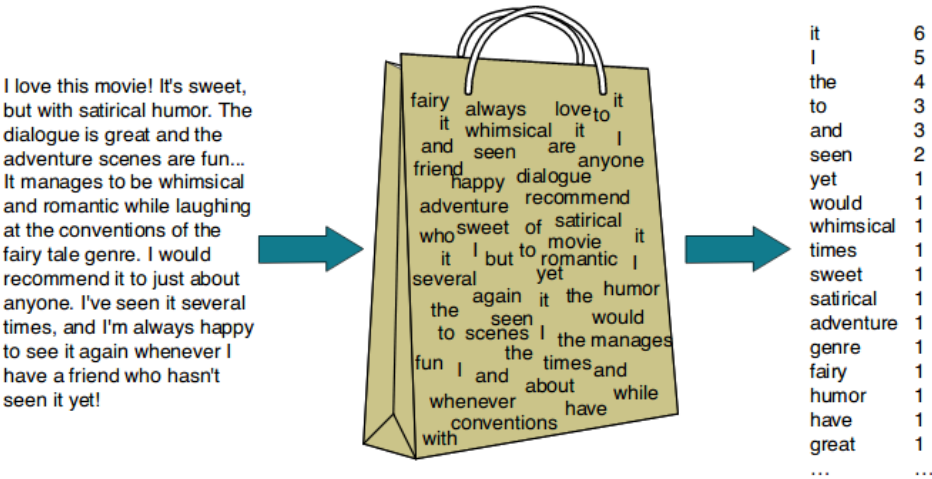 I love this movie! It's sweet,
but with satirical humor. The
dialogue is great and the
adventure scenes are fun...
It manages to be whimsical
and romantic while laughing
at the conventions of the
fairy tale genre. I would
recommend it to just about
anyone. I've seen it several
times, and I'm always happy
to see it again whenever I
have a friend who hasn't
seen it yet!
fairy always love to it
it whimsical it I
and seen are anyone
friend happy dialogue
adventure recommend
who sweet of satirical
it I but to movie it
romantic I
several yet
again it the humor
the seen would
to scenes I the manages
fun I and the times and
about while
whenever have
conventions
with
it 6
I 5
the 4
to 3
and 3
seen 2
yet 1
would 1
whimsical 1
times 1
sweet 1
satirical 1
adventure 1
genre 1
fairy 1
humor 1
have 1
great 1
... ...